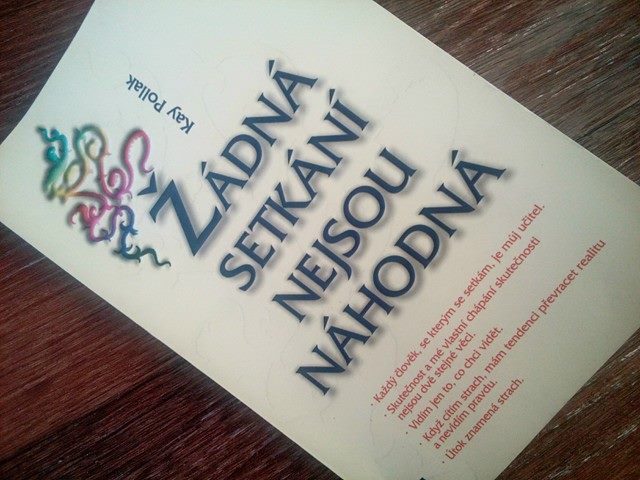 Kay Pollak
ŽÁDNÁ
SETKÁNÍ
NEJSOU
NÁHODNÁ
· Každý člověk, se kterým se setkám, je můj učitel.
· Skutečnost a mé vlastní chápání skutečnosti
nejsou dvě stejné věci.
· Vidím jen to, co chci vidět.
· Když cítím strach, mám tendenci převracet realitu
a nevidím pravdu.
· Útok znamená strach.